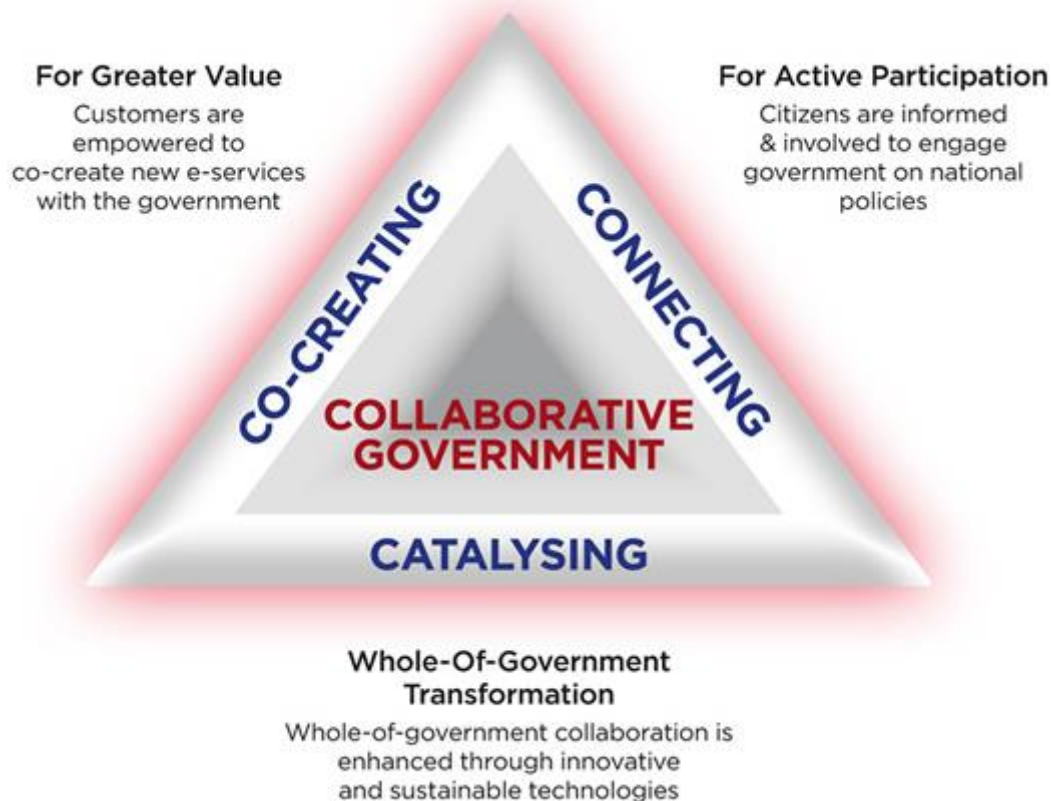 For Greater Value
Customers are
empowered to
co-create new e-services
with the government
For Active Participation
Citizens are informed
& involved to engage
government on national
policies
CO-CREATING
CONNECTING
COLLABORATIVE
GOVERNMENT
CATALYSING
Whole-Of-Government
Transformation
Whole-of-government collaboration is
enhanced through innovative
and sustainable technologies